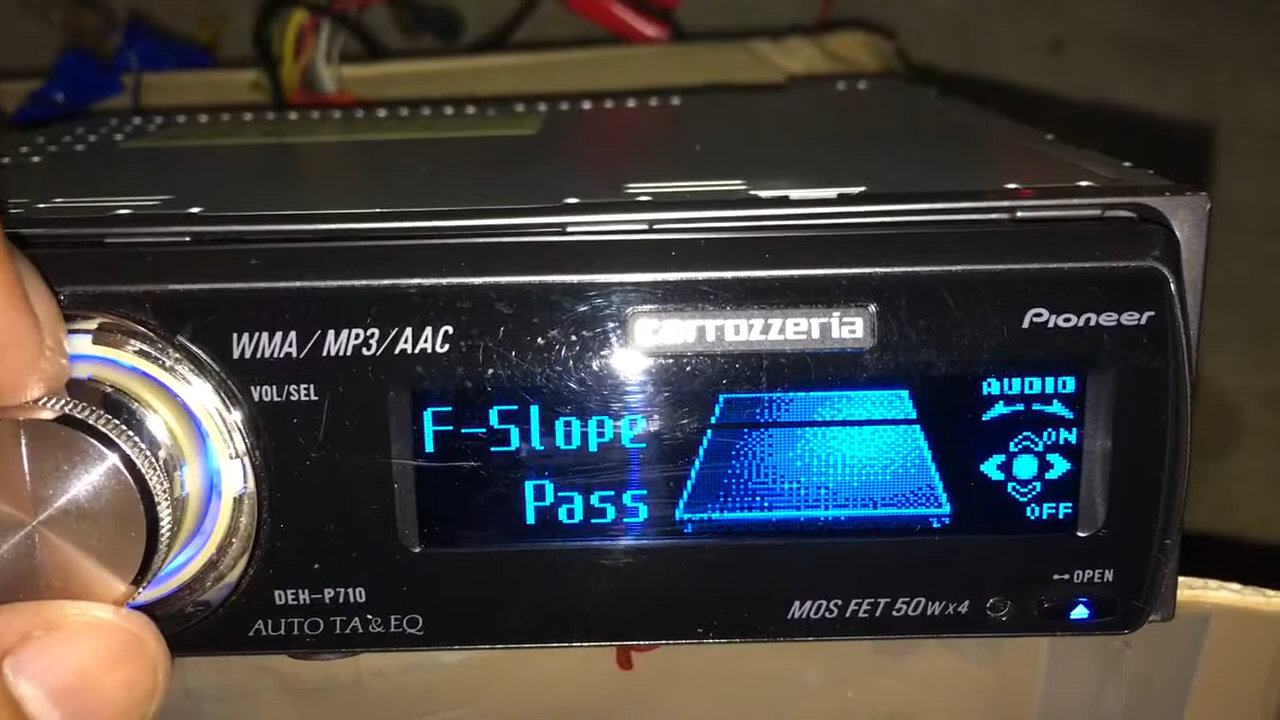 carrozzeria
Pioneer
WMA/MP3/AAC
VOL/SEL
F-Slope
Pass
AUDIO
ON
OFF
OPEN
DEH-P710
AUTO TA & EQ
MOS FET 50W×4